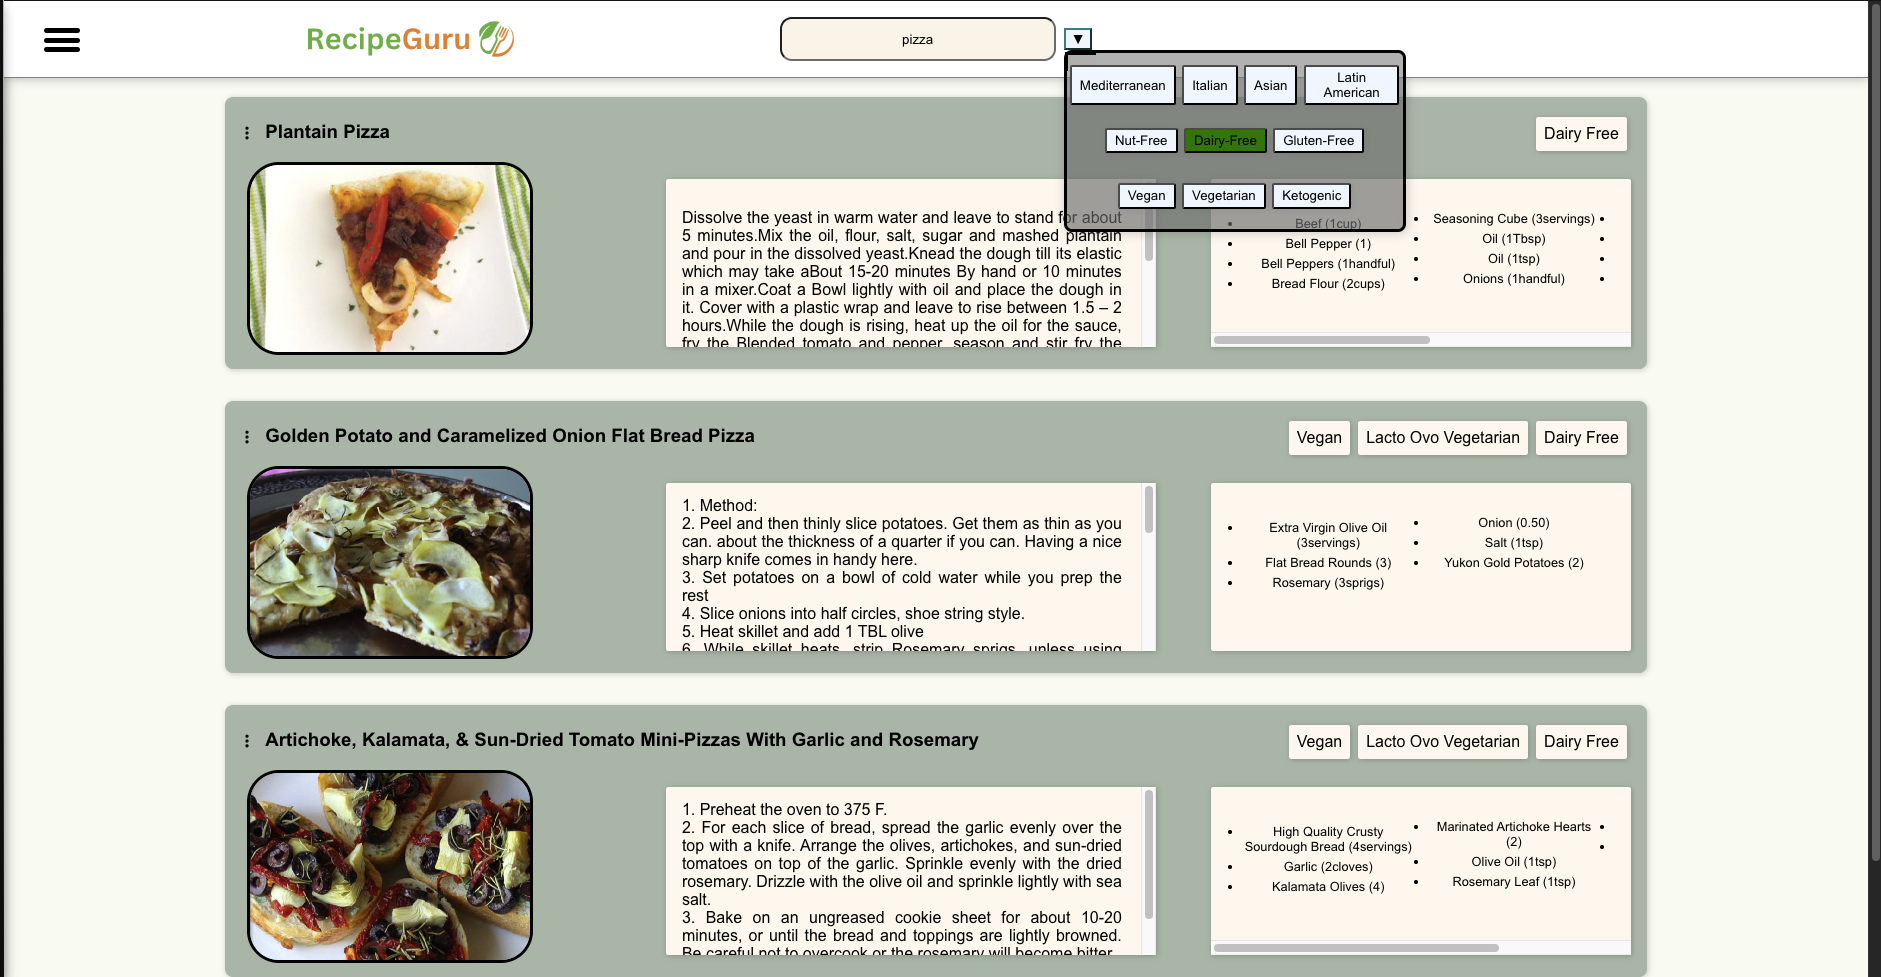 RecipeGuru
pizza
▼
Mediterranean
Italian
Asian
Latin
American
Nut-Free
Dairy-Free
Gluten-Free
Vegan
Vegetarian
Ketogenic
Plantain Pizza
Dairy Free
Dissolve the yeast in warm water and leave to stand for about
5 minutes.Mix the oil, flour, salt, sugar and mashed plantain
and pour in the dissolved yeast.Knead the dough till its elastic
which may take aBout 15-20 minutes By hand or 10 minutes
in a mixer.Coat a Bowl lightly with oil and place the dough in
it. Cover with a plastic wrap and leave to rise between 1.5 – 2
hours.While the dough is rising, heat up the oil for the sauce,
fry the Blended tomato and pepper, season and stir fry the
Beef (1cup)
Bell Pepper (1)
Bell Peppers (1handful)
Bread Flour (2cups)
Seasoning Cube (3servings)
Oil (1Tbsp)
Oil (1tsp)
Onions (1handful)
Golden Potato and Caramelized Onion Flat Bread Pizza
Vegan
Lacto Ovo Vegetarian
Dairy Free
1. Method:
2. Peel and then thinly slice potatoes. Get them as thin as you
can. about the thickness of a quarter if you can. Having a nice
sharp knife comes in handy here.
3. Set potatoes on a bowl of cold water while you prep the
rest
4. Slice onions into half circles, shoe string style.
5. Heat skillet and add 1 TBL olive
6. While skillet heats, strip Rosemary sprigs, unless using
Extra Virgin Olive Oil
(3servings)
Flat Bread Rounds (3)
Rosemary (3sprigs)
Onion (0.50)
Salt (1tsp)
Yukon Gold Potatoes (2)
Artichoke, Kalamata, & Sun-Dried Tomato Mini-Pizzas With Garlic and Rosemary
Vegan
Lacto Ovo Vegetarian
Dairy Free
1. Preheat the oven to 375 F.
2. For each slice of bread, spread the garlic evenly over the
top with a knife. Arrange the olives, artichokes, and sun-dried
tomatoes on top of the garlic. Sprinkle evenly with the dried
rosemary. Drizzle with the olive oil and sprinkle lightly with sea
salt.
3. Bake on an ungreased cookie sheet for about 10-20
minutes, or until the bread and toppings are lightly browned.
Be careful not to overcook or the rosemary will become bitter.
High Quality Crusty
Sourdough Bread (4servings)
Garlic (2cloves)
Kalamata Olives (4)
Marinated Artichoke Hearts
(2)
Olive Oil (1tsp)
Rosemary Leaf (1tsp)